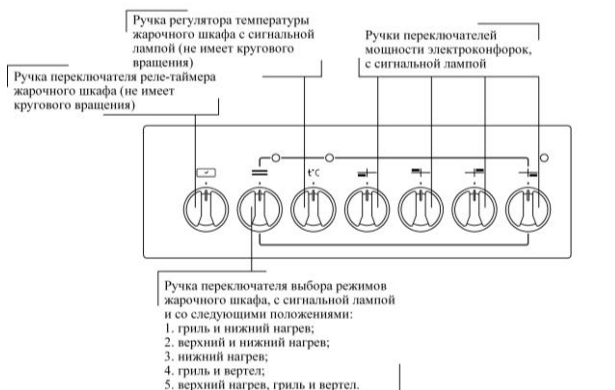 Ручка регулятора температуры
жарочного шкафа с сигнальной
лампой (не имеет кругового
вращения)
Ручки переключателей
мощности электроконфорок,
с сигнальной лампой
Ручка переключателя реле-таймера
жарочного шкафа (не имеет
кругового вращения)
t°C
Ручка переключателя выбора режимов
жарочного шкафа, с сигнальной лампой
и со следующими положениями:
1. гриль и нижний нагрев;
2. верхний и нижний нагрев;
3. нижний нагрев;
4. гриль и вертел;
5. верхний нагрев, гриль и вертел.